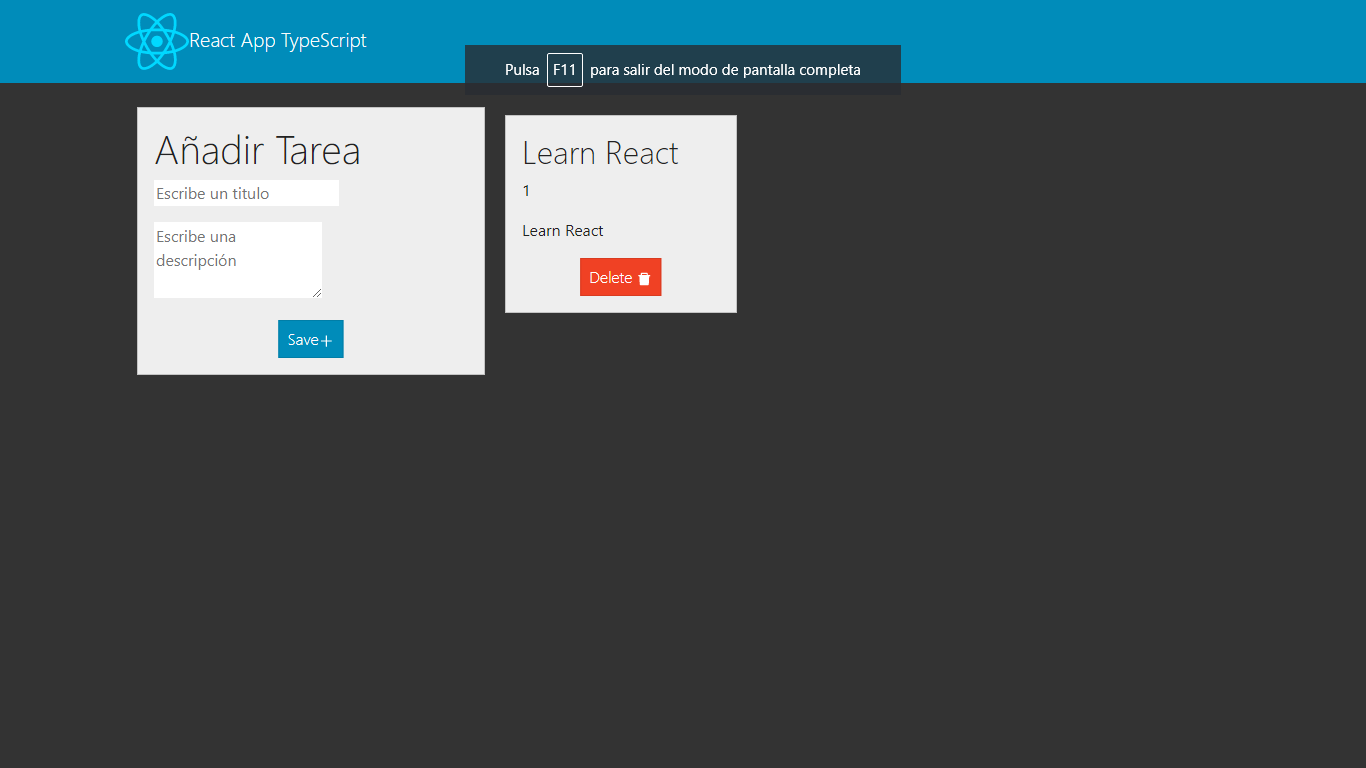 React App TypeScript
Pulsa F11 para salir del modo de pantalla completa
Añadir Tarea
Escribe un titulo
Escribe una
descripción
Save
Learn React
1
Learn React
Delete